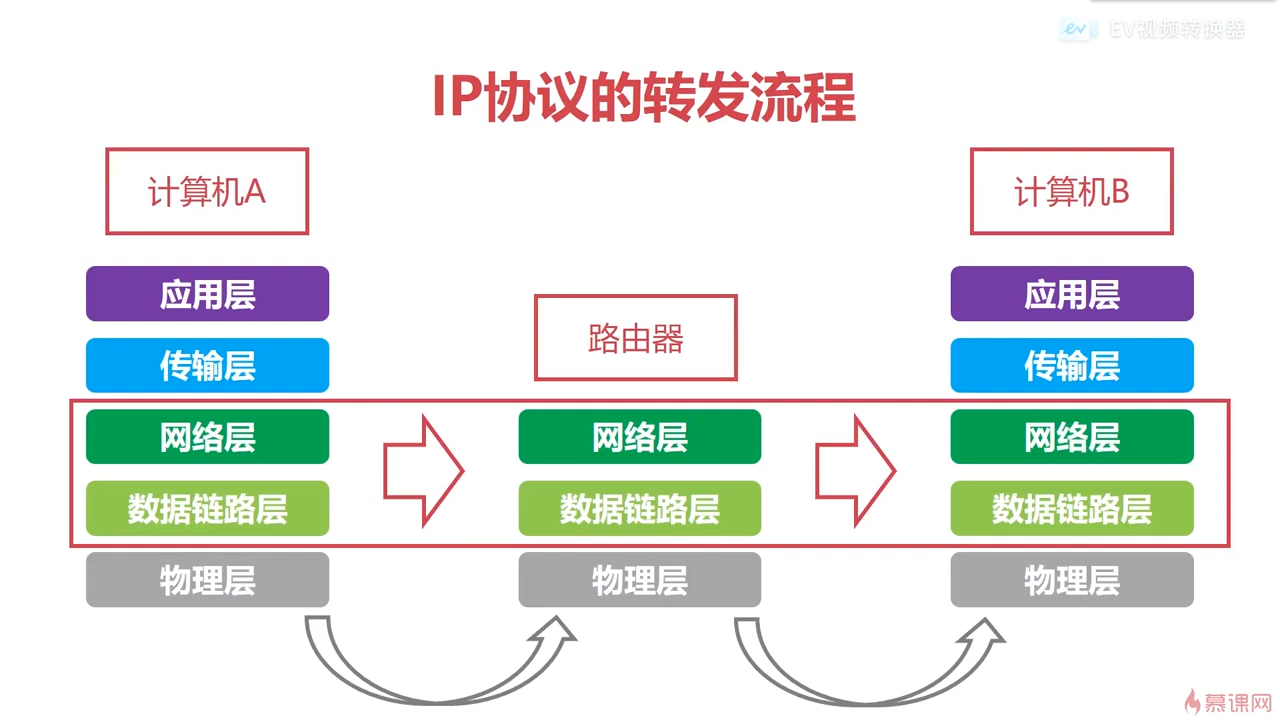 EV视频转换器
IP协议的转发流程
计算机A
计算机B
应用层
应用层
传输层
路由器
传输层
网络层
网络层
网络层
数据链路层
数据链路层
数据链路层
物理层
物理层
物理层
慕课网